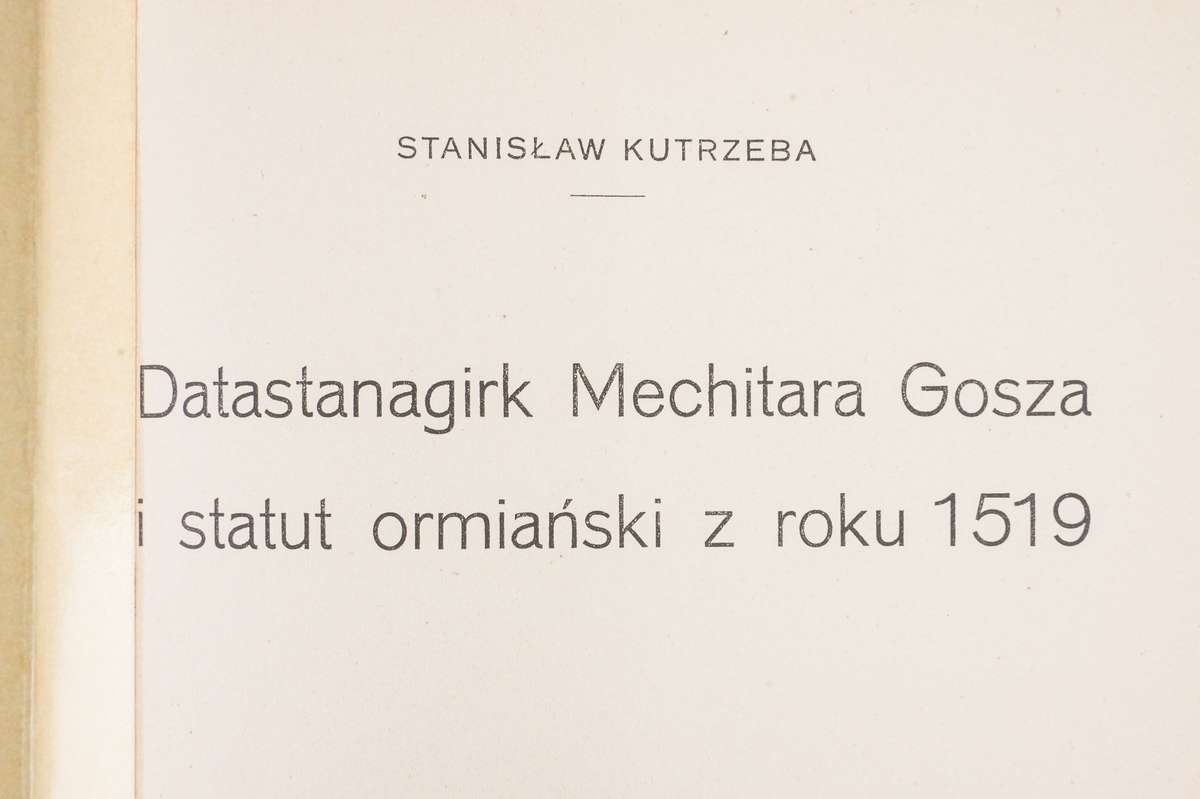 STANISŁAW KUTRZEBA
Datastanagirk Mechitara Gosza
i statut ormiański z roku 1519